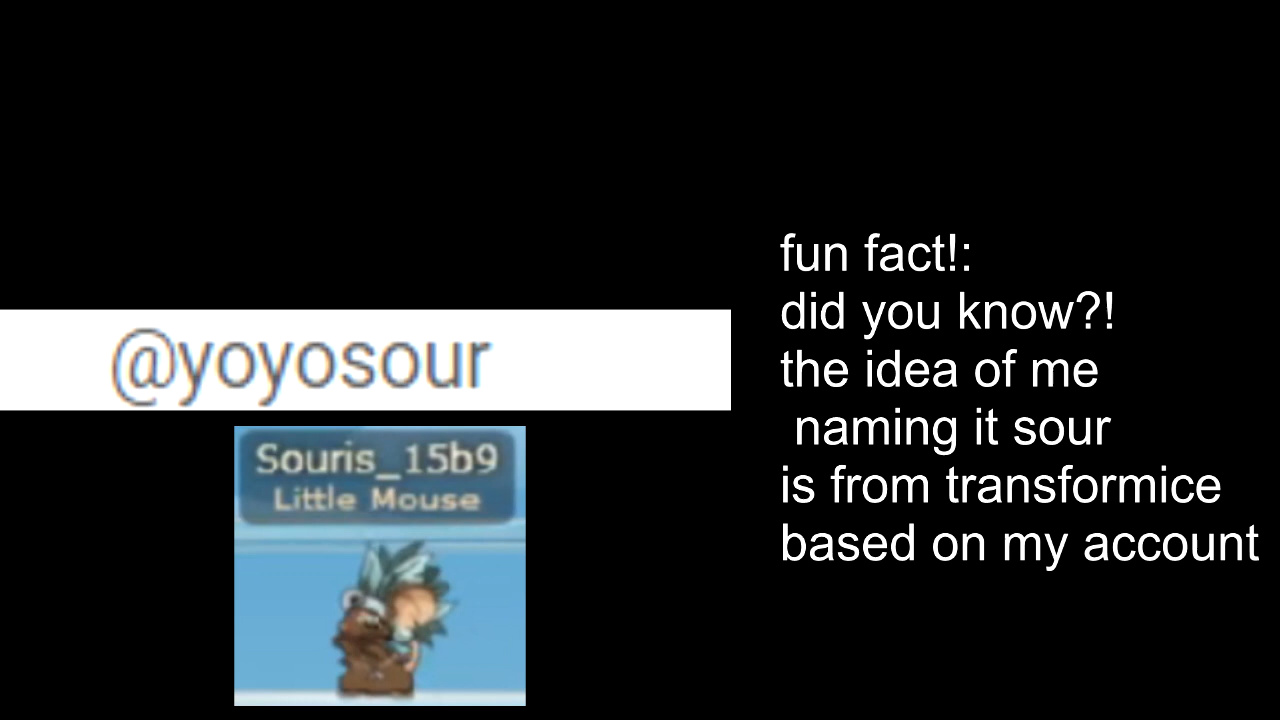 @yoyosour
Souris_15b9
Little Mouse
fun fact!:
did you know?!
the idea of me
naming it sour
is from transformice
based on my account